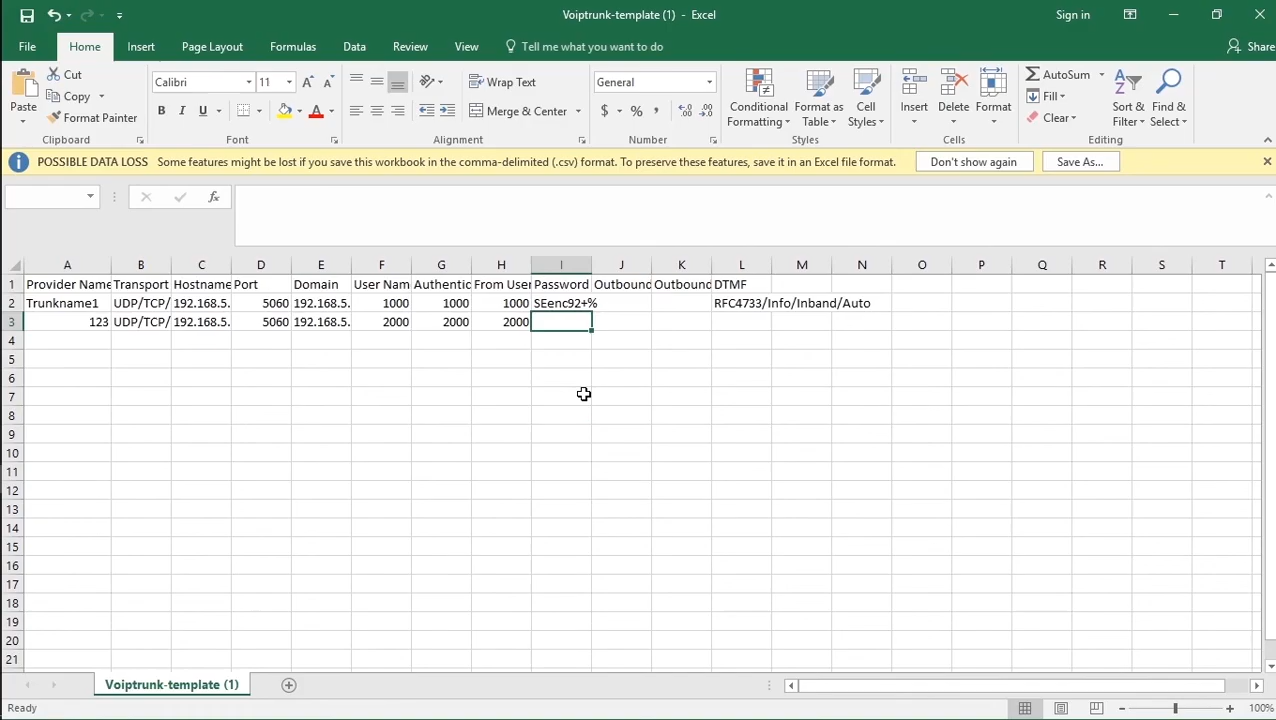 Voiptrunk-template (1) - Excel
Sign in
File Home Insert Page Layout Formulas Data Review View Tell me what you want to do Share
Cut
Copy
Format Painter
Paste
Clipboard
Calibri 11
B I U
Font
Wrap Text
Merge & Center
Alignment
General
$ % ,
Number
Conditional Formatting
Format as Table
Cell Styles
Styles
Insert
Delete
Format
Cells
AutoSum
Fill
Clear
Sort & Filter
Find & Select
Editing
POSSIBLE DATA LOSS Some features might be lost if you save this workbook in the comma-delimited (.csv) format. To preserve these features, save it in an Excel file format. Don't show again Save As...
fx
A B C D E F G H I J K L M N O P Q R S T
1 Provider Name Transport Hostname Port Domain User Nam Authentic From User Password Outbound Outbound DTMF
2 Trunkname1 UDP/TCP/ 192.168.5. 5060 192.168.5. 1000 1000 1000 SEenc92+% RFC4733/Info/Inband/Auto
3 123 UDP/TCP/ 192.168.5. 5060 192.168.5. 2000 2000 2000
4
5
6
7
8
9
10
11
12
13
14
15
16
17
18
19
20
21
Voiptrunk-template (1)
Ready
100%